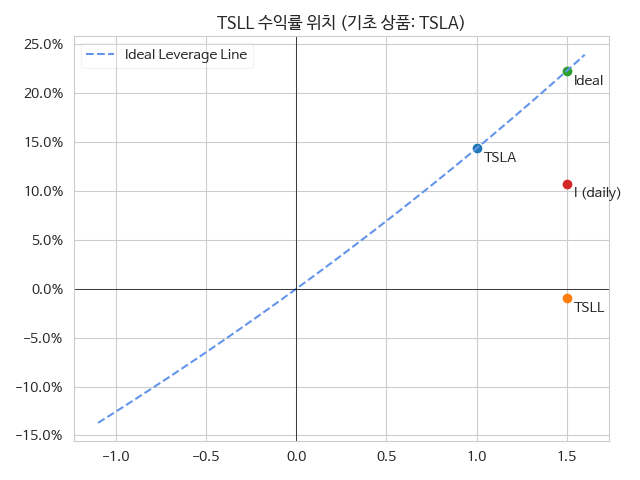 TSLL 수익률 위치 (기초 상품: TSLA)
25.0%
Ideal Leverage Line
20.0%
Ideal
15.0%
TSLA
10.0%
I (daily)
5.0%
0.0%
TSLL
−5.0%
−10.0%
−15.0%
−1.0 −0.5 0.0 0.5 1.0 1.5